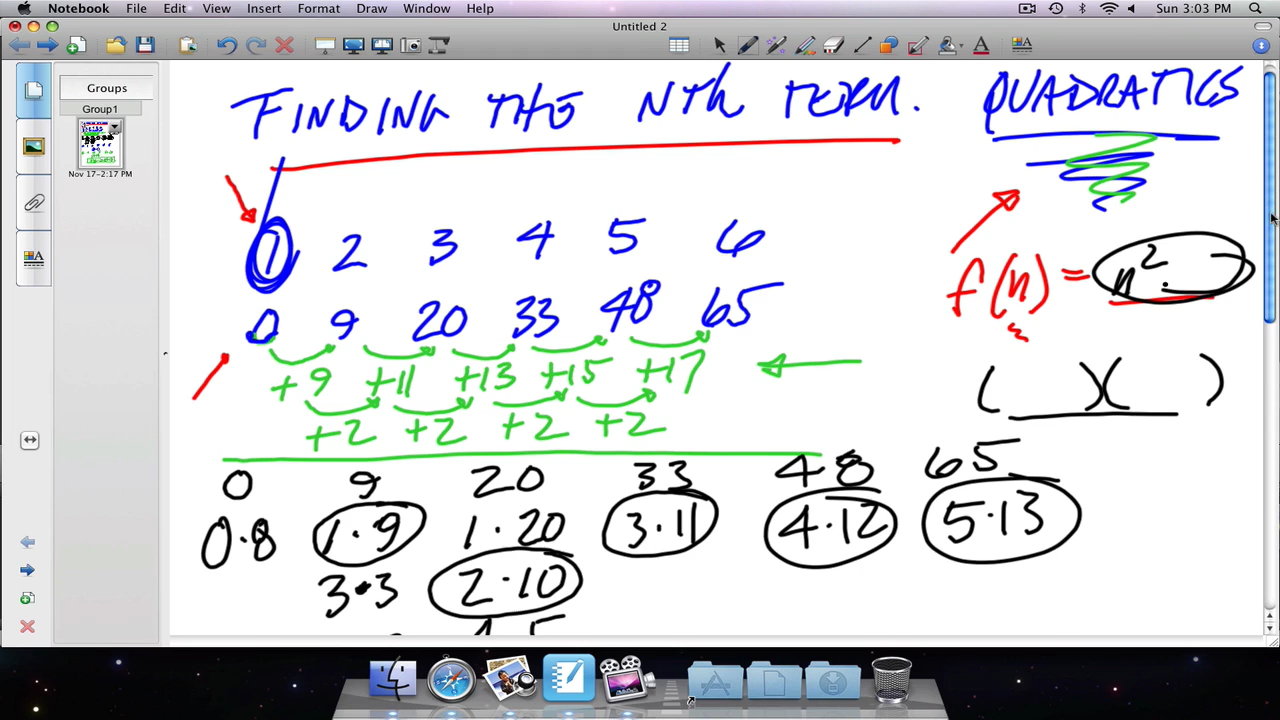 Notebook File Edit View Insert Format Draw Window Help Sun 3:03 PM
Untitled 2
Groups
Group1
Nov 17-2:17 PM
FINDING THE NTh TERM. QUADRATICS
1 2 3 4 5 6
0 9 20 33 48 65
+9 +11 +13 +15 +17
+2 +2 +2 +2
f(n) = n²
( )( )
0 9 20 33 48 65
0·8 1·9 1·20 3·11 4·12 5·13
3·3 2·10